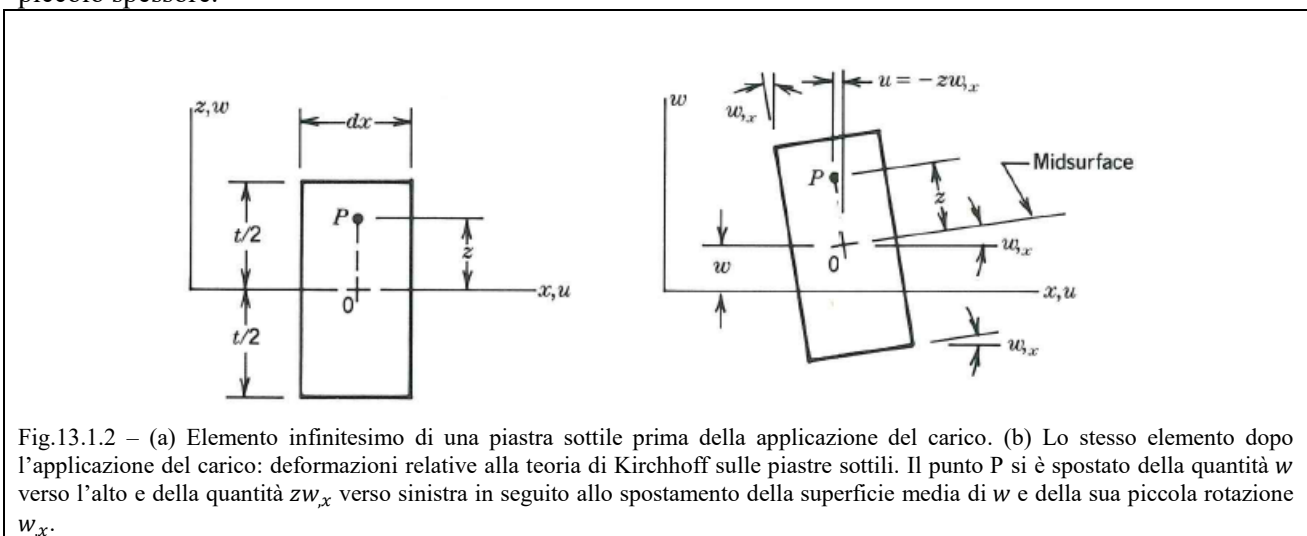 piccolo spessore.
z,w
dx
P
t/2
z
x,u
0
t/2
w
u = −zw,x
w,x
Midsurface
P
z
w
0
w,x
x,u
w,x
Fig.13.1.2 – (a) Elemento infinitesimo di una piastra sottile prima della applicazione del carico. (b) Lo stesso elemento dopo
l’applicazione del carico: deformazioni relative alla teoria di Kirchhoff sulle piastre sottili. Il punto P si è spostato della quantità w
verso l’alto e della quantità zw,x verso sinistra in seguito allo spostamento della superficie media di w e della sua piccola rotazione
w,x.